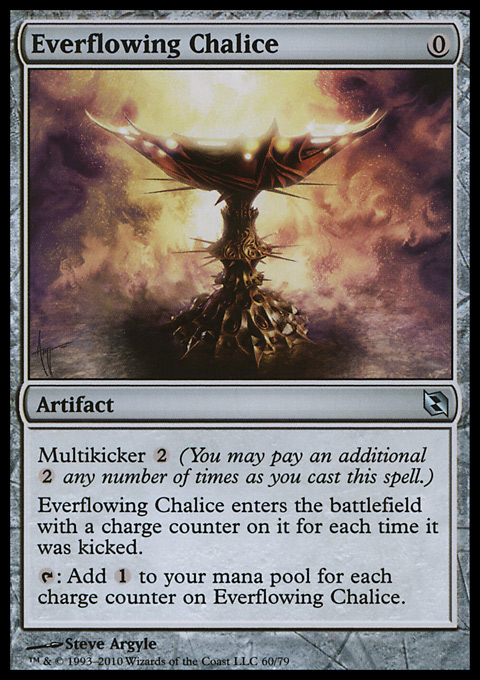 Everflowing Chalice 0
Artifact
Multikicker 2 (You may pay an additional
2 any number of times as you cast this spell.)
Everflowing Chalice enters the battlefield
with a charge counter on it for each time it
was kicked.
: Add 1 to your mana pool for each
charge counter on Everflowing Chalice.
Steve Argyle
™ & © 1993–2010 Wizards of the Coast LLC 60/79